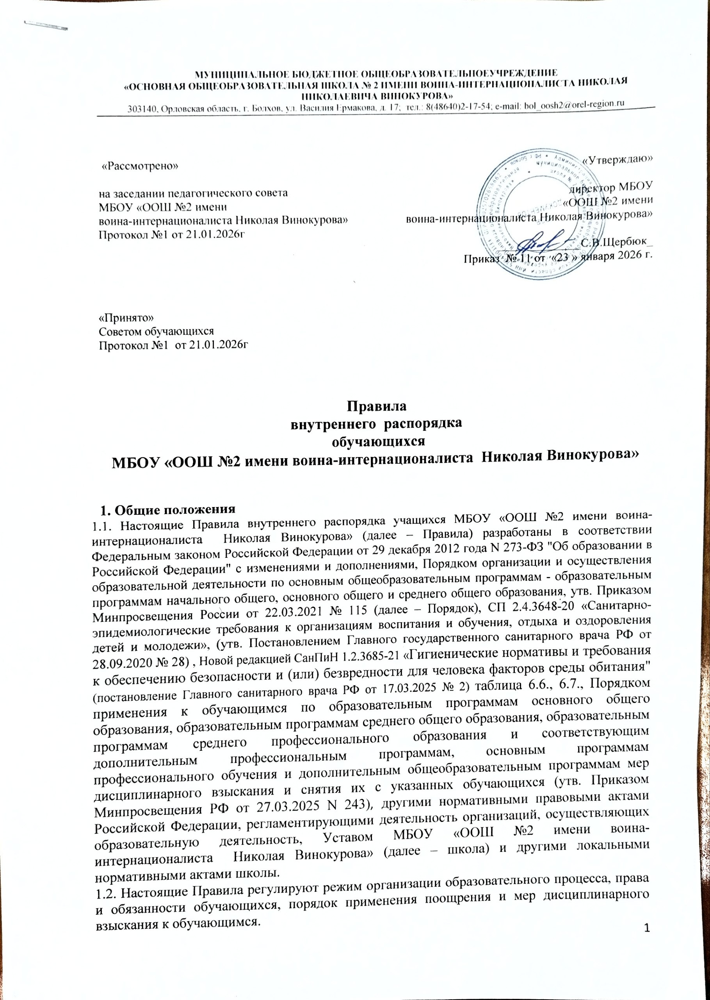 МУНИЦИПАЛЬНОЕ БЮДЖЕТНОЕ ОБЩЕОБРАЗОВАТЕЛЬНОЕУЧРЕЖДЕНИЕ
«ОСНОВНАЯ ОБЩЕОБРАЗОВАТЕЛЬНАЯ ШКОЛА № 2 ИМЕНИ ВОИНА-ИНТЕРНАЦИОНАЛИСТА НИКОЛАЯ
НИКОЛАЕВИЧА ВИНОКУРОВА»
303140, Орловская область, г. Болхов, ул. Василия Ермакова, д. 17; тел.: 8(48640)2-17-54; e-mail: bol_oosh2@orel-region.ru
«Рассмотрено»
на заседании педагогического совета
МБОУ «ООШ №2 имени
воина-интернационалиста Николая Винокурова»
Протокол №1 от 21.01.2026г
«Утверждаю»
директор МБОУ
«ООШ №2 имени
воина-интернационалиста Николая Винокурова»
С.В.Щербюк_
Приказ № 11 от «23 » января 2026 г.
«Принято»
Советом обучающихся
Протокол №1 от 21.01.2026г
Правила
внутреннего распорядка
обучающихся
МБОУ «ООШ №2 имени воина-интернационалиста Николая Винокурова»
1. Общие положения
1.1. Настоящие Правила внутреннего распорядка учащихся МБОУ «ООШ №2 имени воина-
интернационалиста Николая Винокурова» (далее – Правила) разработаны в соответствии
Федеральным законом Российской Федерации от 29 декабря 2012 года N 273-ФЗ "Об образовании в
Российской Федерации" с изменениями и дополнениями, Порядком организации и осуществления
образовательной деятельности по основным общеобразовательным программам - образовательным
программам начального общего, основного общего и среднего общего образования, утв. Приказом
Минпросвещения России от 22.03.2021 № 115 (далее – Порядок), СП 2.4.3648-20 «Санитарно-
эпидемиологические требования к организациям воспитания и обучения, отдыха и оздоровления
детей и молодежи», (утв. Постановлением Главного государственного санитарного врача РФ от
28.09.2020 № 28) , Новой редакцией СанПиН 1.2.3685-21 «Гигиенические нормативы и требования
к обеспечению безопасности и (или) безвредности для человека факторов среды обитания"
(постановление Главного санитарного врача РФ от 17.03.2025 № 2) таблица 6.6., 6.7., Порядком
применения к обучающимся по образовательным программам основного общего
образования, образовательным программам среднего общего образования, образовательным
программам среднего профессионального образования и соответствующим
дополнительным профессиональным программам, основным программам
профессионального обучения и дополнительным общеобразовательным программам мер
дисциплинарного взыскания и снятия их с указанных обучающихся (утв. Приказом
Минпросвещения РФ от 27.03.2025 N 243), другими нормативными правовыми актами
Российской Федерации, регламентирующими деятельность организаций, осуществляющих
образовательную деятельность, Уставом МБОУ «ООШ №2 имени воина-
интернационалиста Николая Винокурова» (далее – школа) и другими локальными
нормативными актами школы.
1.2. Настоящие Правила регулируют режим организации образовательного процесса, права
и обязанности обучающихся, порядок применения поощрения и мер дисциплинарного
взыскания к обучающимся.
1